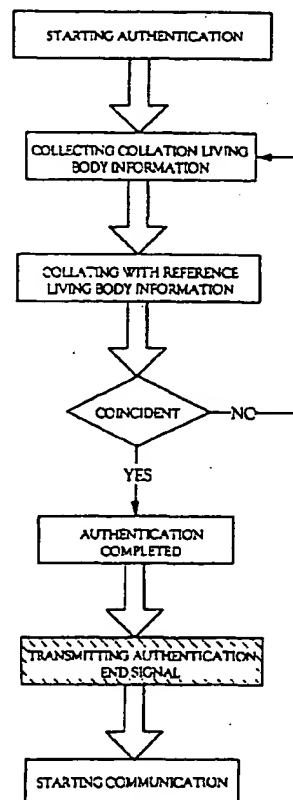 STARTING AUTHENTICATION
COLLECTING COLLATION LIVING
BODY INFORMATION
COLLATING WITH REFERENCE
LIVING BODY INFORMATION
COINCIDENT
NO
YES
AUTHENTICATION
COMPLETED
TRANSMITTING AUTHENTICATION
END SIGNAL
STARTING COMMUNICATION